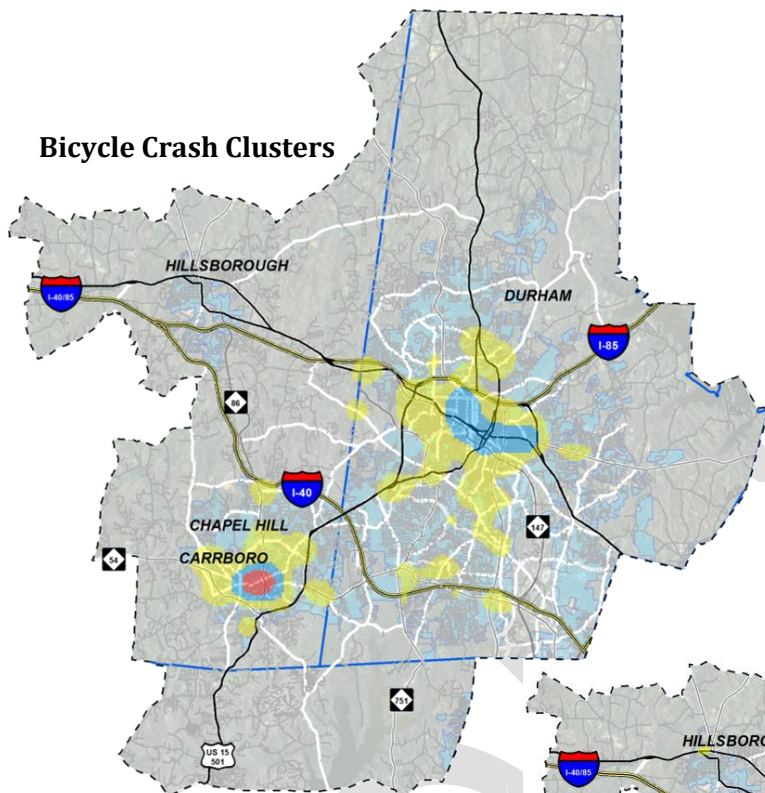 Bicycle Crash Clusters
HILLSBOROUGH
DURHAM
I-40/85
I-85
86
I-40
CHAPEL HILL
147
54
CARRBORO
751
US 15
501
HILLSBORO
I-40/85